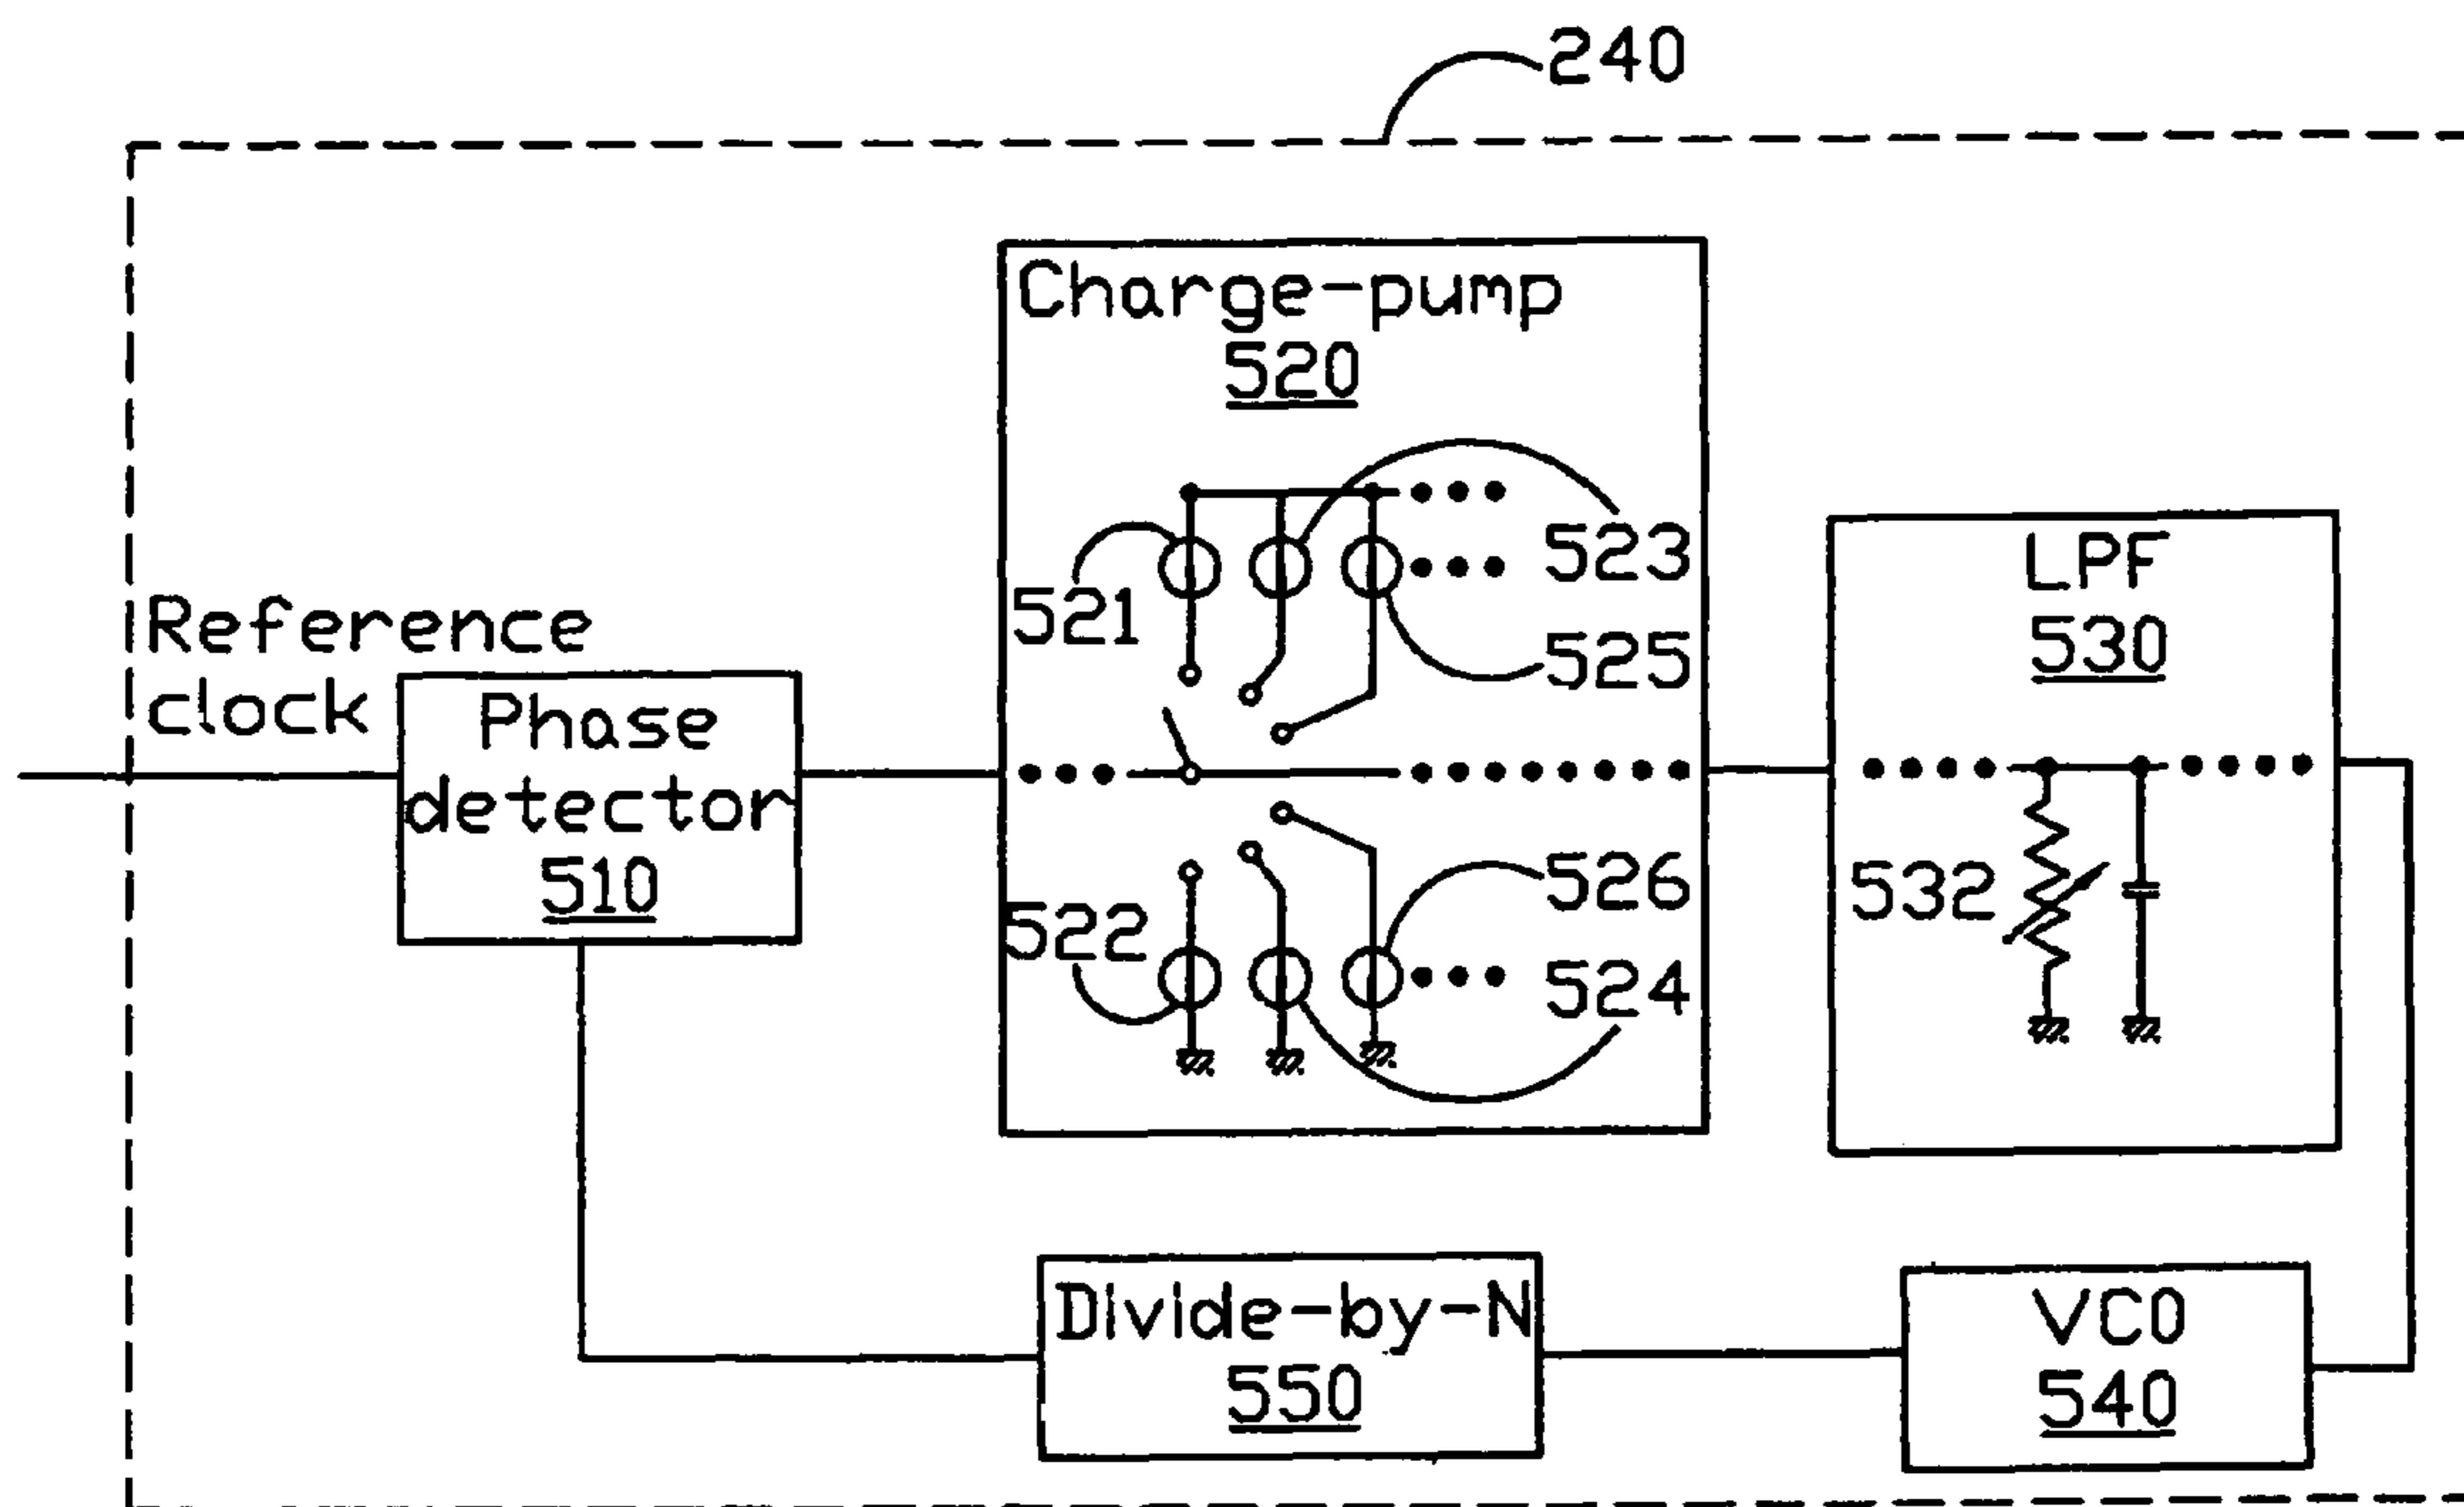 240
Charge-pump
520
523
521
525
Reference
clock
Phase
detector
510
LPF
530
532
526
522
524
Divide-by-N
550
VCO
540